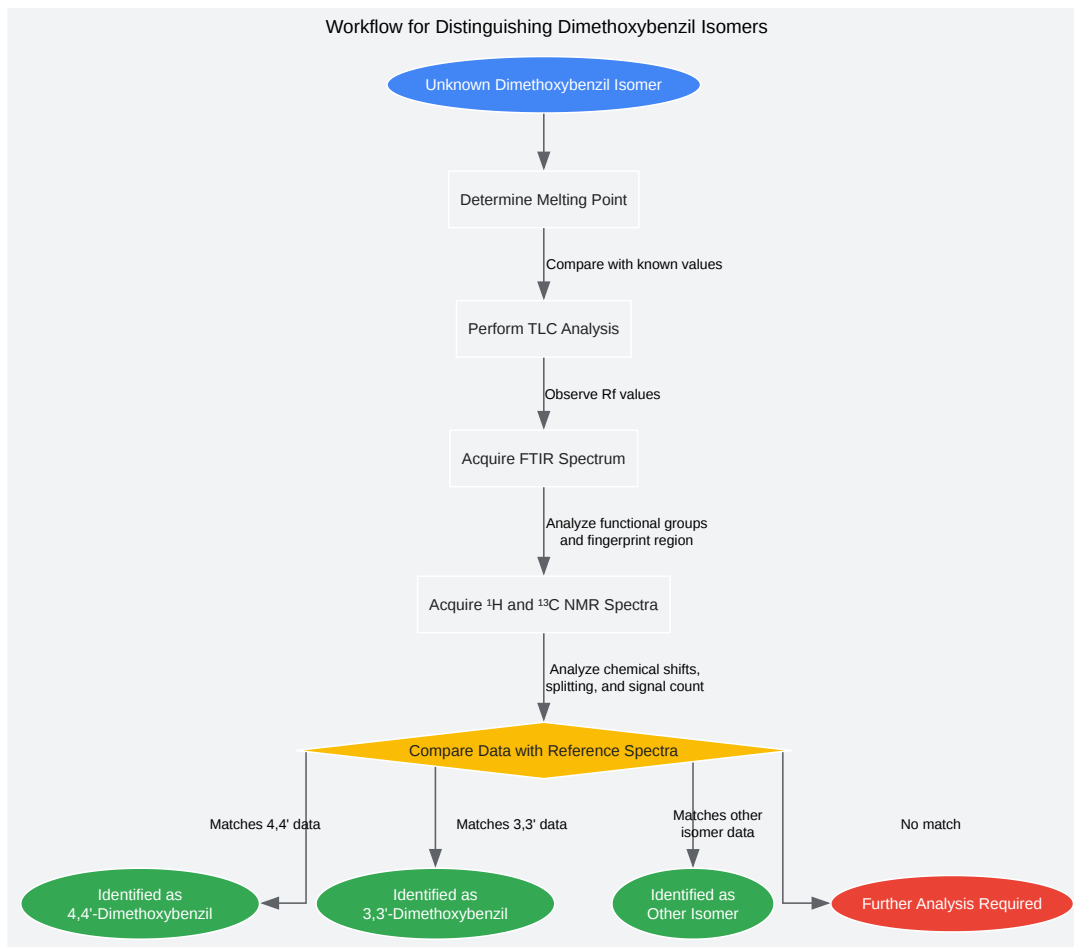 Workflow for Distinguishing Dimethoxybenzil Isomers
Unknown Dimethoxybenzil Isomer
Determine Melting Point
Compare with known values
Perform TLC Analysis
Observe Rf values
Acquire FTIR Spectrum
Analyze functional groups
and fingerprint region
Acquire ¹H and ¹³C NMR Spectra
Analyze chemical shifts,
splitting, and signal count
Compare Data with Reference Spectra
Matches 4,4' data
Matches 3,3' data
Matches other
isomer data
No match
Identified as
4,4'-Dimethoxybenzil
Identified as
3,3'-Dimethoxybenzil
Identified as
Other Isomer
Further Analysis Required